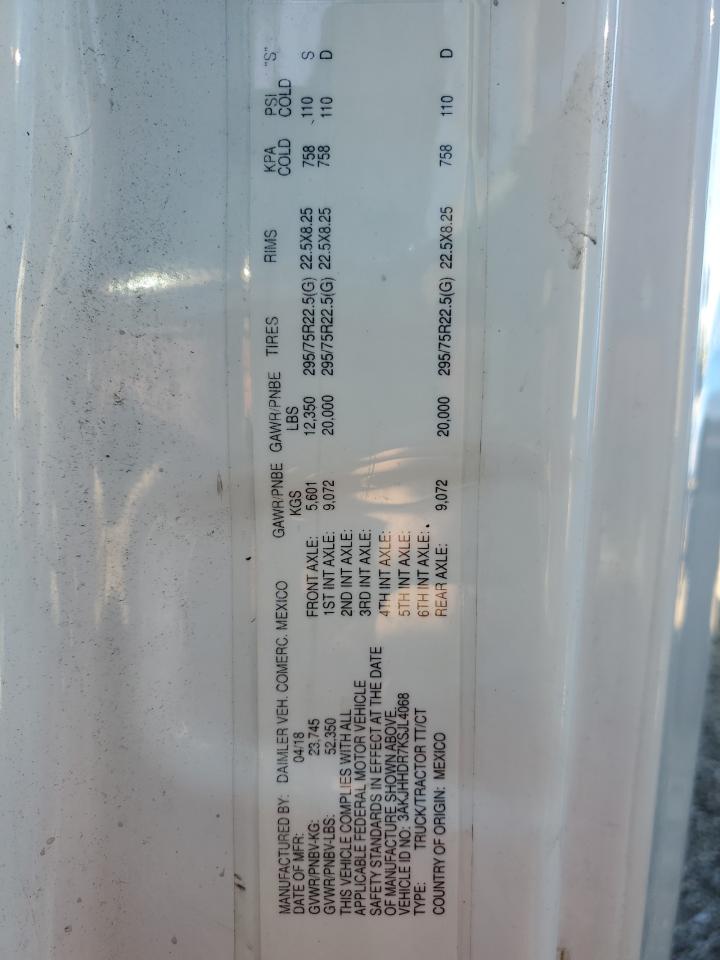 MANUFACTURED BY: DAIMLER VEH. COMERC. MEXICO
DATE OF MFR: 04/18
GVWR/PNBV-KG: 23,745
GVWR/PNBV-LBS: 52,350
THIS VEHICLE COMPLIES WITH ALL
APPLICABLE FEDERAL MOTOR VEHICLE
SAFETY STANDARDS IN EFFECT AT THE DATE
OF MANUFACTURE SHOWN ABOVE.
VEHICLE ID NO: 3AKJHHDR7KSJL4068
TYPE: TRUCK/TRACTOR TT/CT
COUNTRY OF ORIGIN: MEXICO
GAWR/PNBE GAWR/PNBE TIRES RIMS KPA PSI "S"
KGS LBS COLD COLD
FRONT AXLE: 5,601 12,350 295/75R22.5(G) 22.5X8.25 758 110 S
1ST INT AXLE: 9,072 20,000 295/75R22.5(G) 22.5X8.25 758 110 D
2ND INT AXLE:
3RD INT AXLE:
4TH INT AXLE:
5TH INT AXLE:
6TH INT AXLE:
REAR AXLE: 9,072 20,000 295/75R22.5(G) 22.5X8.25 758 110 D